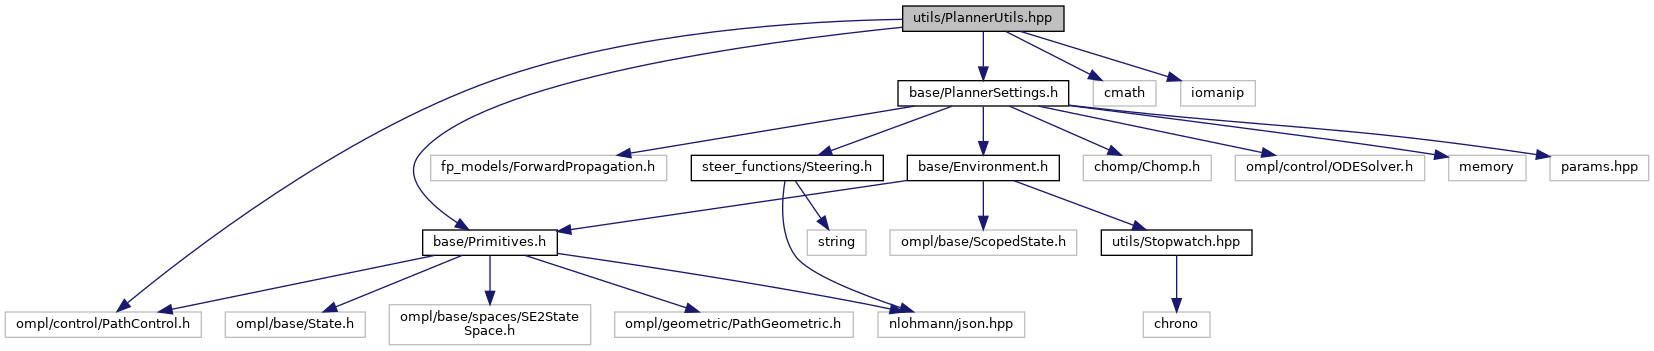 utils/PlannerUtils.hpp
base/PlannerSettings.h
cmath
iomanip
fp_models/ForwardPropagation.h
steer_functions/Steering.h
base/Environment.h
chomp/Chomp.h
ompl/control/ODESolver.h
memory
params.hpp
base/Primitives.h
string
ompl/base/ScopedState.h
utils/Stopwatch.hpp
ompl/control/PathControl.h
ompl/base/State.h
ompl/base/spaces/SE2State
Space.h
ompl/geometric/PathGeometric.h
nlohmann/json.hpp
chrono